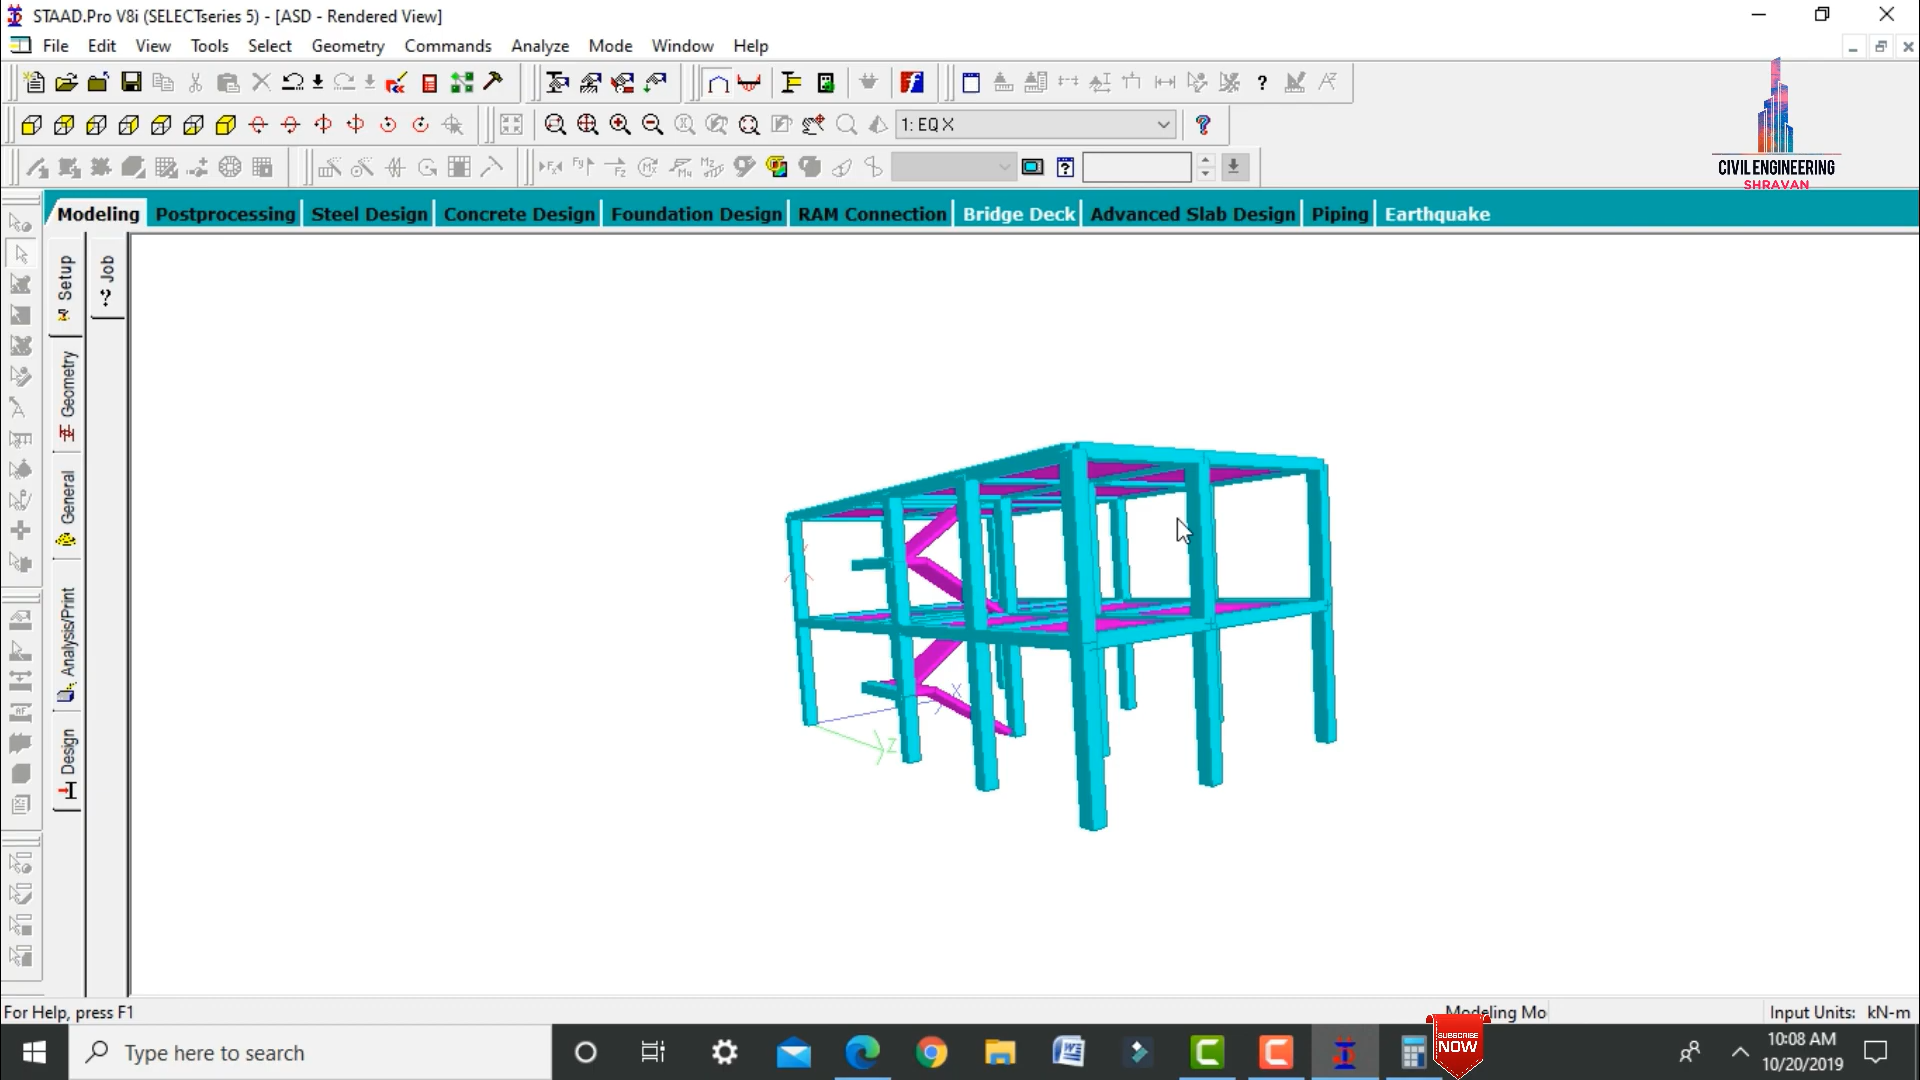 STAAD.Pro V8i (SELECTseries 5) - [ASD - Rendered View]
File Edit View Tools Select Geometry Commands Analyze Mode Window Help
1: EQ X
CIVIL ENGINEERING
SHRAVAN
Modeling Postprocessing Steel Design Concrete Design Foundation Design RAM Connection Bridge Deck Advanced Slab Design Piping Earthquake
Setup
Job
Geometry
General
Analysis/Print
Design
X
Z
For Help, press F1
Modeling Mo
Input Units: kN-m
Type here to search
SUBSCRIBE
NOW
10:08 AM
10/20/2019